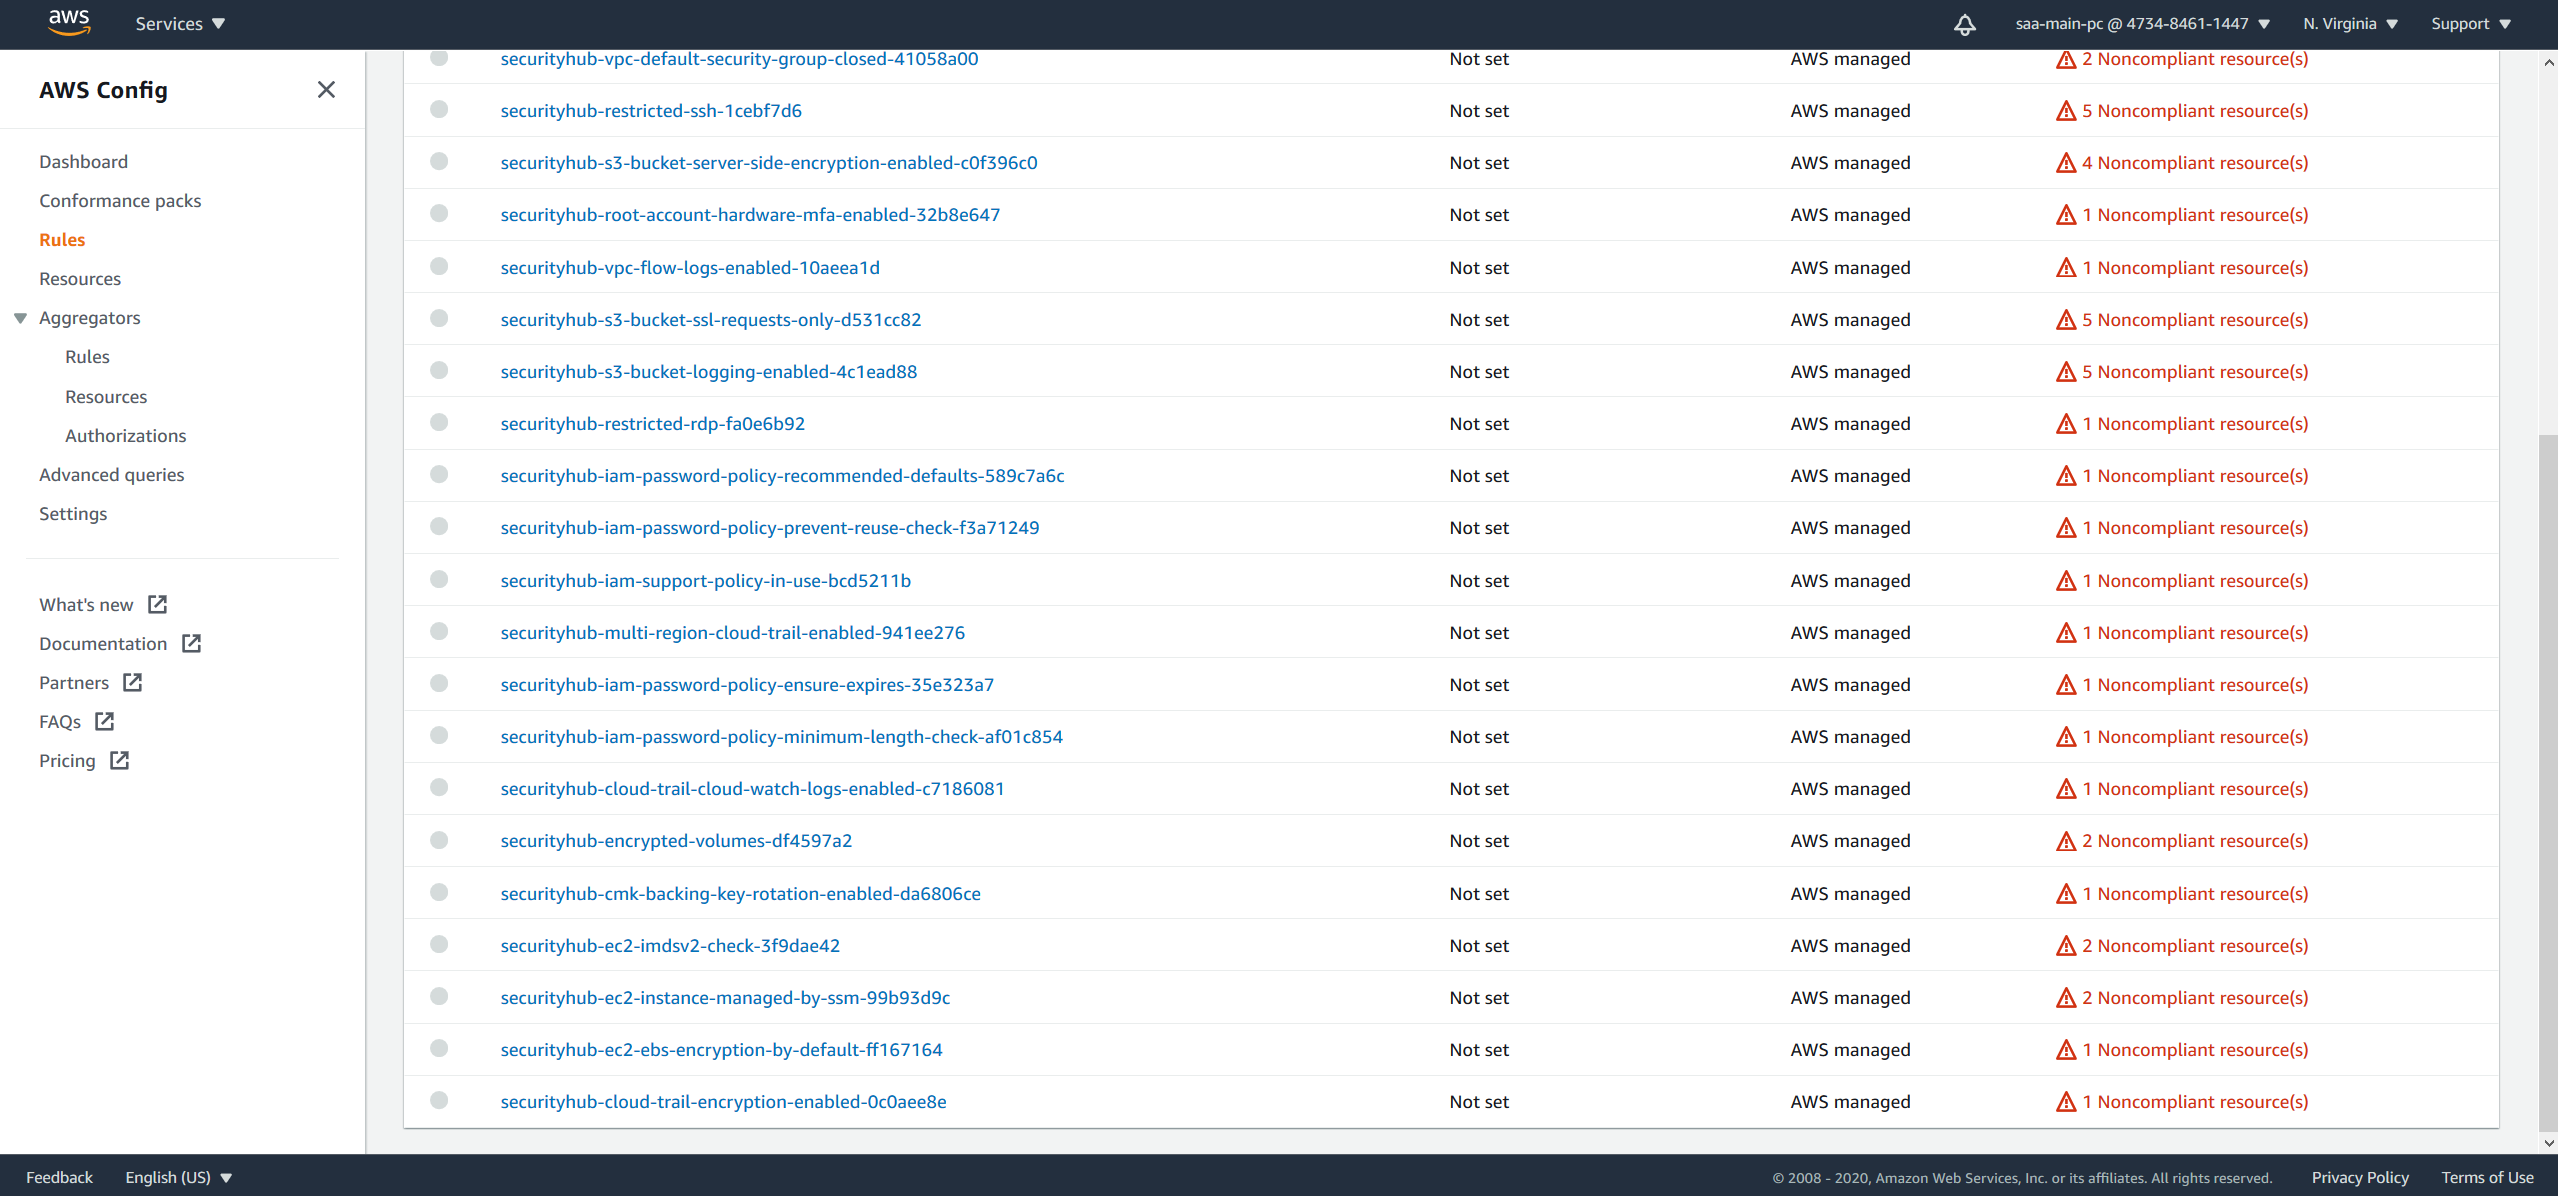 aws Services saa-main-pc @ 4734-8461-1447 N. Virginia Support
AWS Config
Dashboard
Conformance packs
Rules
Resources
Aggregators
Rules
Resources
Authorizations
Advanced queries
Settings
What's new
Documentation
Partners
FAQs
Pricing
securityhub-vpc-default-security-group-closed-41058a00 Not set AWS managed 2 Noncompliant resource(s)
securityhub-restricted-ssh-1cebf7d6 Not set AWS managed 5 Noncompliant resource(s)
securityhub-s3-bucket-server-side-encryption-enabled-c0f396c0 Not set AWS managed 4 Noncompliant resource(s)
securityhub-root-account-hardware-mfa-enabled-32b8e647 Not set AWS managed 1 Noncompliant resource(s)
securityhub-vpc-flow-logs-enabled-10aeea1d Not set AWS managed 1 Noncompliant resource(s)
securityhub-s3-bucket-ssl-requests-only-d531cc82 Not set AWS managed 5 Noncompliant resource(s)
securityhub-s3-bucket-logging-enabled-4c1ead88 Not set AWS managed 5 Noncompliant resource(s)
securityhub-restricted-rdp-fa0e6b92 Not set AWS managed 1 Noncompliant resource(s)
securityhub-iam-password-policy-recommended-defaults-589c7a6c Not set AWS managed 1 Noncompliant resource(s)
securityhub-iam-password-policy-prevent-reuse-check-f3a71249 Not set AWS managed 1 Noncompliant resource(s)
securityhub-iam-support-policy-in-use-bcd5211b Not set AWS managed 1 Noncompliant resource(s)
securityhub-multi-region-cloud-trail-enabled-941ee276 Not set AWS managed 1 Noncompliant resource(s)
securityhub-iam-password-policy-ensure-expires-35e323a7 Not set AWS managed 1 Noncompliant resource(s)
securityhub-iam-password-policy-minimum-length-check-af01c854 Not set AWS managed 1 Noncompliant resource(s)
securityhub-cloud-trail-cloud-watch-logs-enabled-c7186081 Not set AWS managed 1 Noncompliant resource(s)
securityhub-encrypted-volumes-df4597a2 Not set AWS managed 2 Noncompliant resource(s)
securityhub-cmk-backing-key-rotation-enabled-da6806ce Not set AWS managed 1 Noncompliant resource(s)
securityhub-ec2-imdsv2-check-3f9dae42 Not set AWS managed 2 Noncompliant resource(s)
securityhub-ec2-instance-managed-by-ssm-99b93d9c Not set AWS managed 2 Noncompliant resource(s)
securityhub-ec2-ebs-encryption-by-default-ff167164 Not set AWS managed 1 Noncompliant resource(s)
securityhub-cloud-trail-encryption-enabled-0c0aee8e Not set AWS managed 1 Noncompliant resource(s)
Feedback English (US) © 2008 - 2020, Amazon Web Services, Inc. or its affiliates. All rights reserved. Privacy Policy Terms of Use